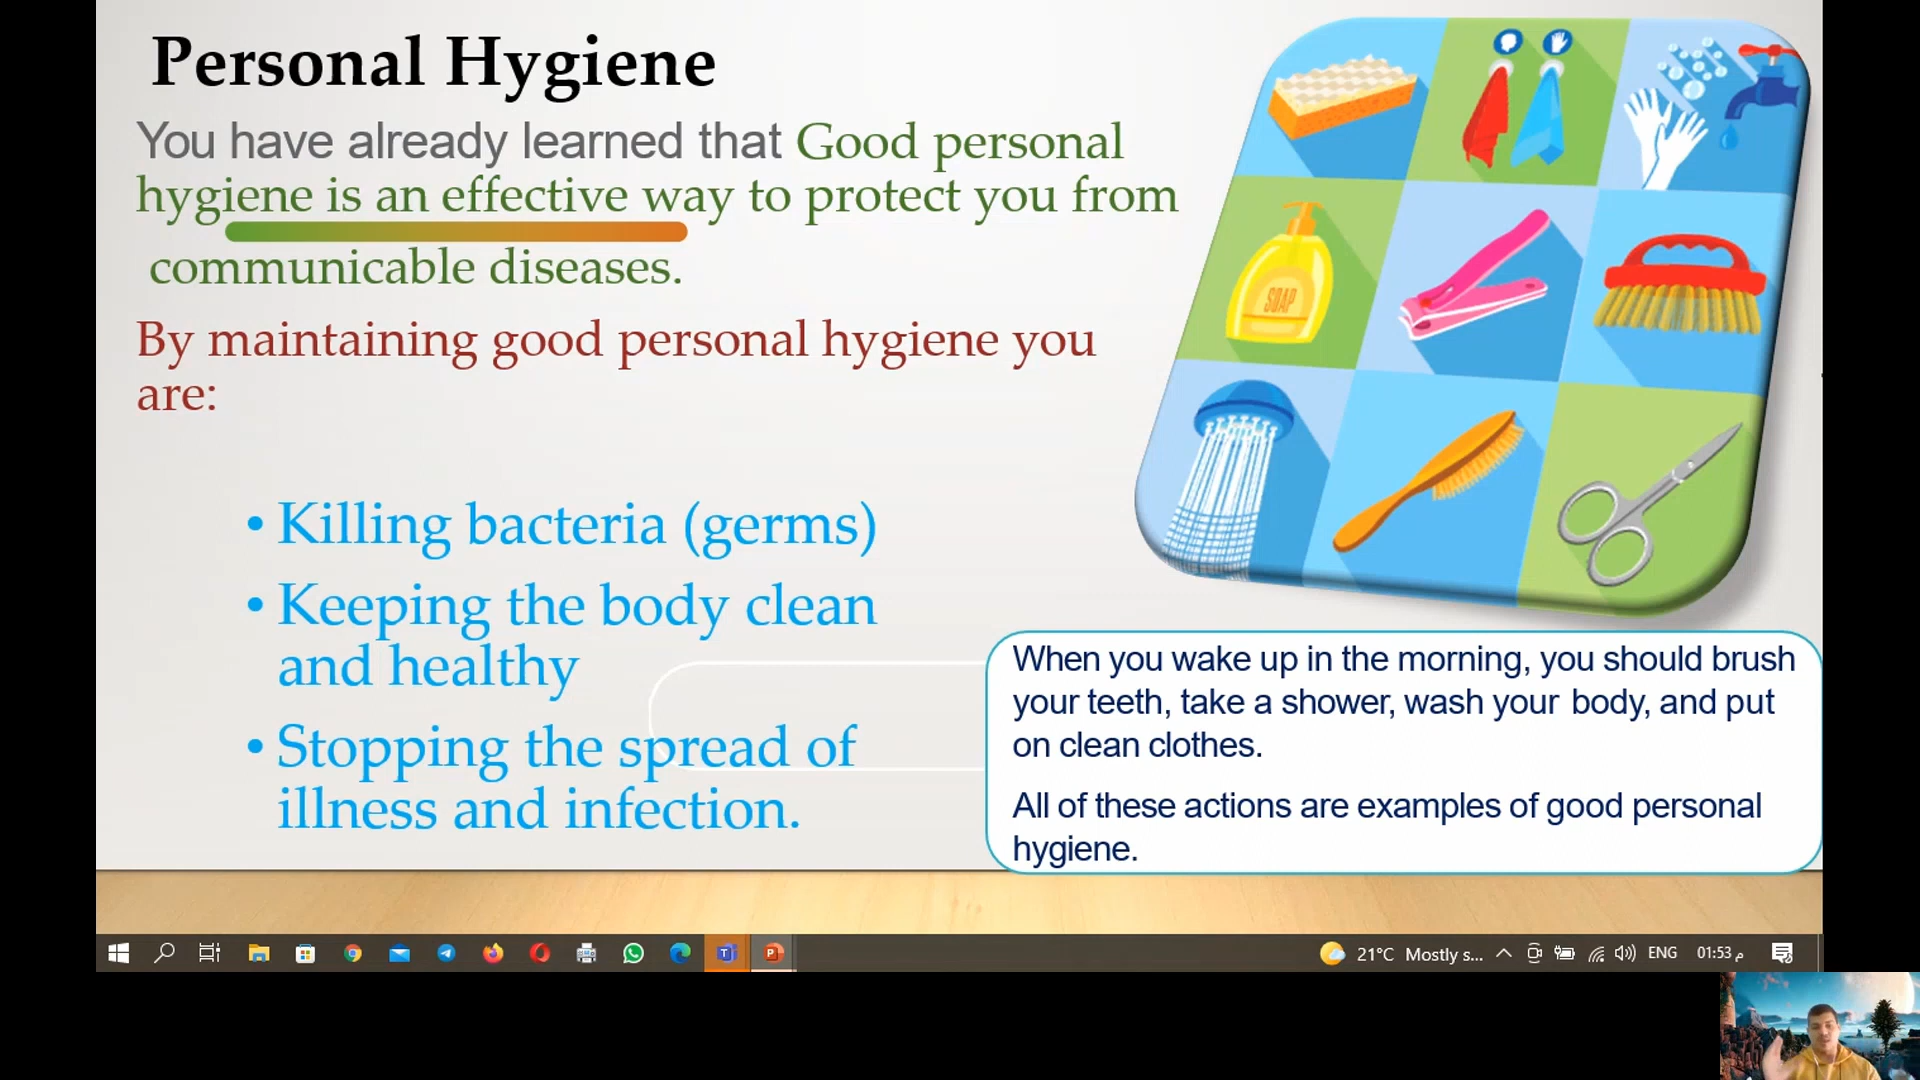 Personal Hygiene
You have already learned that Good personal
hygiene is an effective way to protect you from
communicable diseases.
By maintaining good personal hygiene you
are:
• Killing bacteria (germs)
• Keeping the body clean
and healthy
• Stopping the spread of
illness and infection.
SOAP
When you wake up in the morning, you should brush
your teeth, take a shower, wash your body, and put
on clean clothes.
All of these actions are examples of good personal
hygiene.
21°C Mostly s... ENG 01:53 م